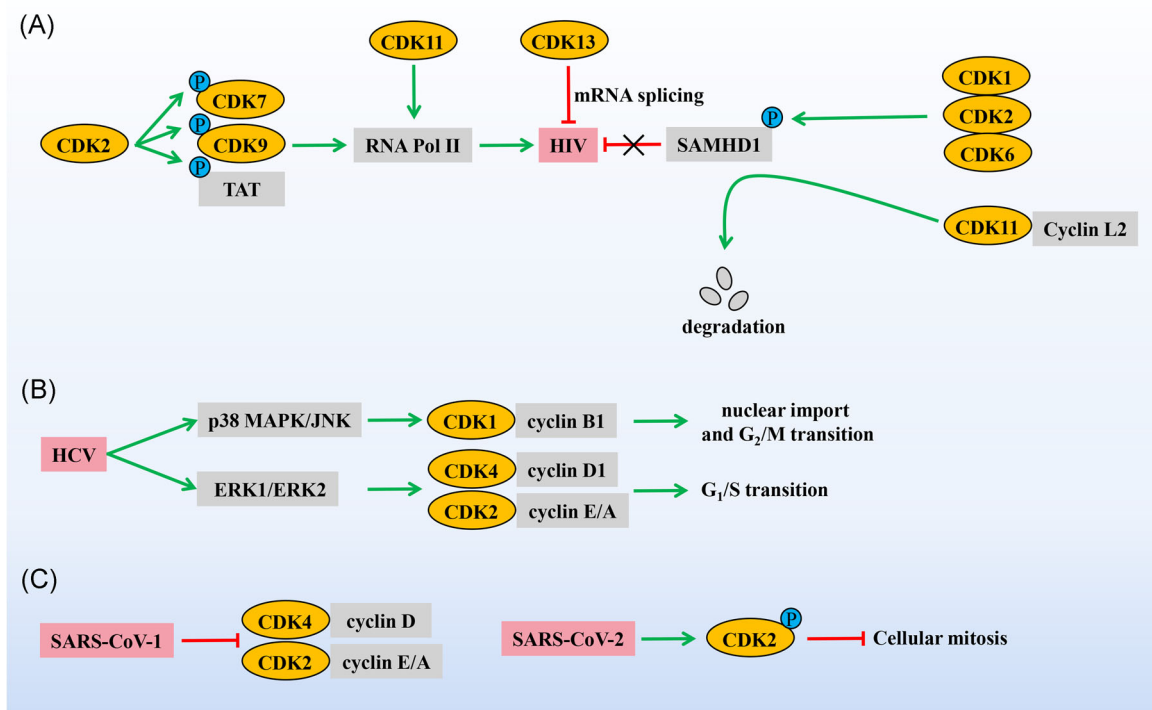 (A)
CDK11
CDK13
P
CDK7
CDK1
mRNA splicing
P
P
CDK2
CDK9
RNA Pol II
HIV
SAMHD1
CDK2
P
TAT
CDK6
CDK11
Cyclin L2
degradation
(B)
p38 MAPK/JNK
CDK1
cyclin B1
nuclear import
and G₂/M transition
HCV
CDK4
cyclin D1
ERK1/ERK2
G₁/S transition
CDK2
cyclin E/A
(C)
CDK4
cyclin D
P
SARS-CoV-1
SARS-CoV-2
CDK2
Cellular mitosis
CDK2
cyclin E/A